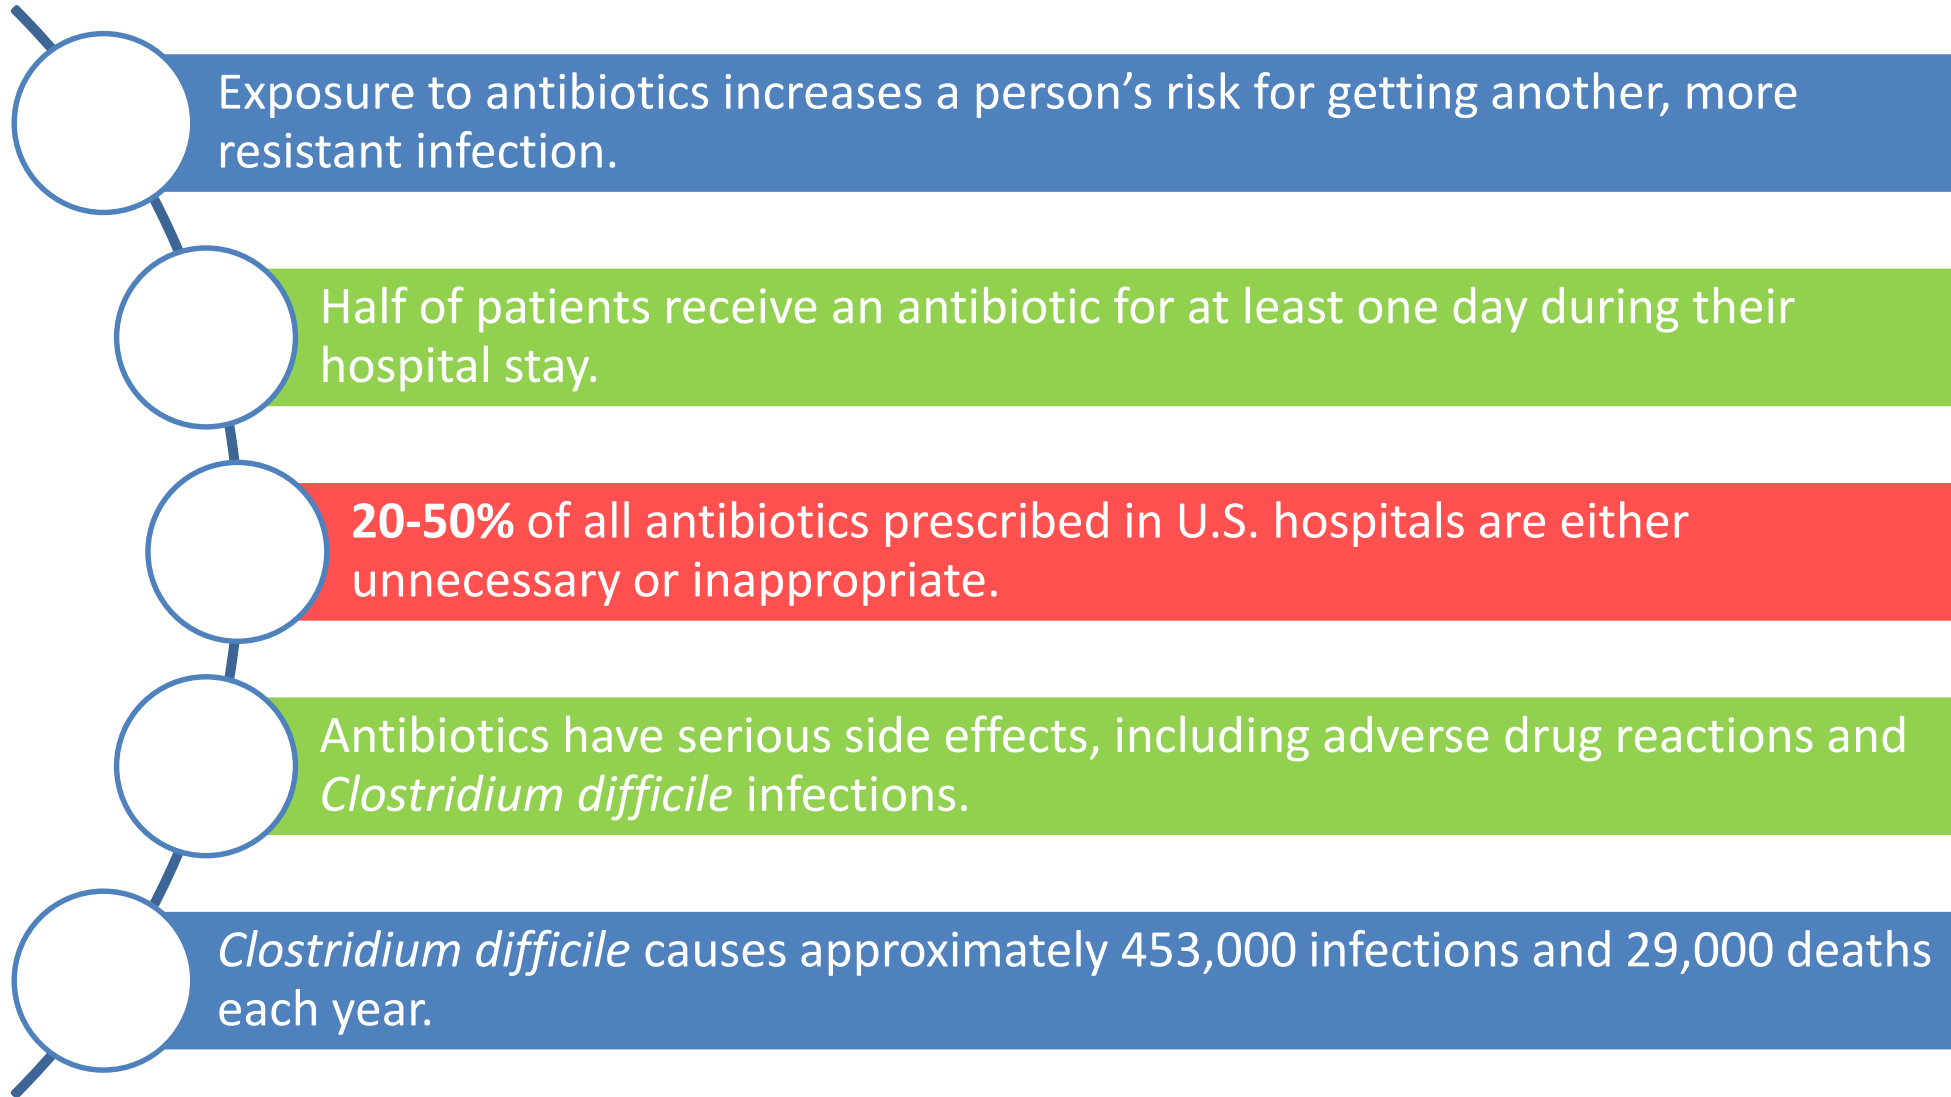 Exposure to antibiotics increases a person’s risk for getting another, more
resistant infection.
Half of patients receive an antibiotic for at least one day during their
hospital stay.
20-50% of all antibiotics prescribed in U.S. hospitals are either
unnecessary or inappropriate.
Antibiotics have serious side effects, including adverse drug reactions and
Clostridium difficile infections.
Clostridium difficile causes approximately 453,000 infections and 29,000 deaths
each year.